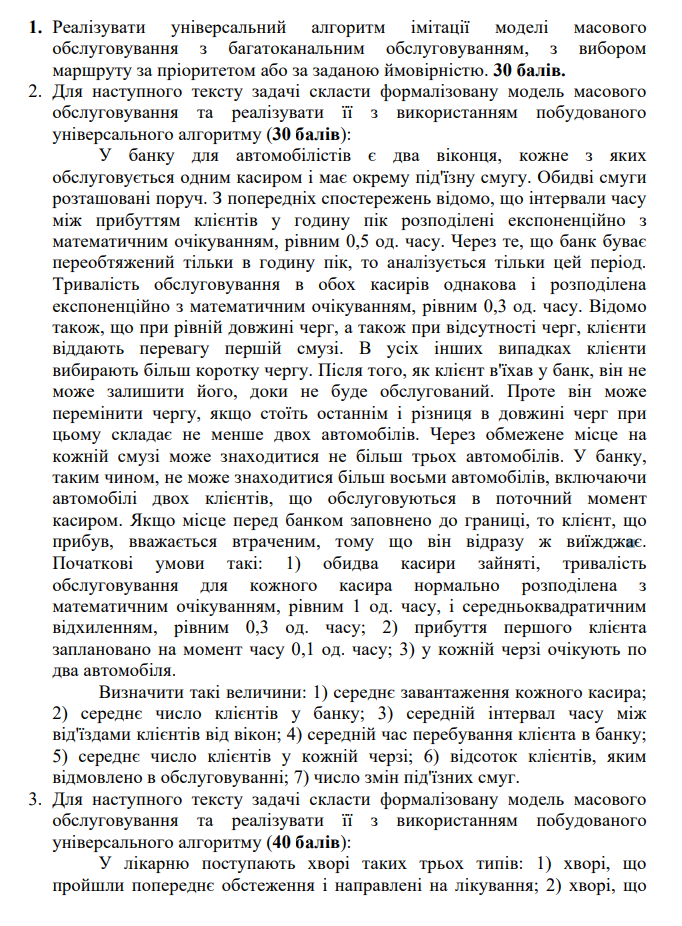 1. Реалізувати універсальний алгоритм імітації моделі масового
обслуговування з багатоканальним обслуговуванням, з вибором
маршруту за пріоритетом або за заданою ймовірністю. 30 балів.
2. Для наступного тексту задачі скласти формалізовану модель масового
обслуговування та реалізувати її з використанням побудованого
універсального алгоритму (30 балів):
У банку для автомобілістів є два віконця, кожне з яких
обслуговується одним касиром і має окрему під'їзну смугу. Обидві смуги
розташовані поруч. З попередніх спостережень відомо, що інтервали часу
між прибуттям клієнтів у годину пік розподілені експоненційно з
математичним очікуванням, рівним 0,5 од. часу. Через те, що банк буває
переобтяжений тільки в годину пік, то аналізується тільки цей період.
Тривалість обслуговування в обох касирів однакова і розподілена
експоненційно з математичним очікуванням, рівним 0,3 од. часу. Відомо
також, що при рівній довжині черг, а також при відсутності черг, клієнти
віддають перевагу першій смузі. В усіх інших випадках клієнти
вибирають більш коротку чергу. Після того, як клієнт в'їхав у банк, він не
може залишити його, доки не буде обслугований. Проте він може
перемінити чергу, якщо стоїть останнім і різниця в довжині черг при
цьому складає не менше двох автомобілів. Через обмежене місце на
кожній смузі може знаходитися не більш трьох автомобілів. У банку,
таким чином, не може знаходитися більш восьми автомобілів, включаючи
автомобілі двох клієнтів, що обслуговуються в поточний момент
касиром. Якщо місце перед банком заповнено до границі, то клієнт, що
прибув, вважається втраченим, тому що він відразу ж виїжджає.
Початкові умови такі: 1) обидва касири зайняті, тривалість
обслуговування для кожного касира нормально розподілена з
математичним очікуванням, рівним 1 од. часу, і середньоквадратичним
відхиленням, рівним 0,3 од. часу; 2) прибуття першого клієнта
заплановано на момент часу 0,1 од. часу; 3) у кожній черзі очікують по
два автомобіля.
Визначити такі величини: 1) середнє завантаження кожного касира;
2) середнє число клієнтів у банку; 3) середній інтервал часу між
від'їздами клієнтів від вікон; 4) середній час перебування клієнта в банку;
5) середнє число клієнтів у кожній черзі; 6) відсоток клієнтів, яким
відмовлено в обслуговуванні; 7) число змін під'їзних смуг.
3. Для наступного тексту задачі скласти формалізовану модель масового
обслуговування та реалізувати її з використанням побудованого
універсального алгоритму (40 балів):
У лікарню поступають хворі таких трьох типів: 1) хворі, що
пройшли попереднє обстеження і направлені на лікування; 2) хворі, що